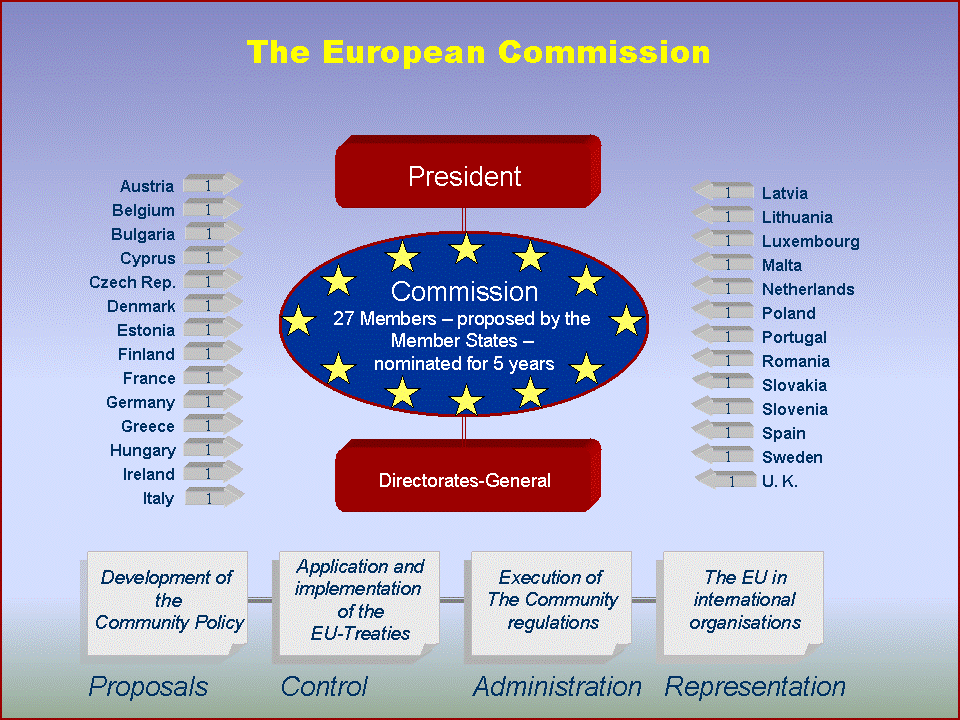 The European Commission
President
Austria 1
Belgium 1
Bulgaria 1
Cyprus 1
Czech Rep. 1
Denmark 1
Estonia 1
Finland 1
France 1
Germany 1
Greece 1
Hungary 1
Ireland 1
Italy 1
Commission
27 Members – proposed by the
Member States –
nominated for 5 years
1 Latvia
1 Lithuania
1 Luxembourg
1 Malta
1 Netherlands
1 Poland
1 Portugal
1 Romania
1 Slovakia
1 Slovenia
1 Spain
1 Sweden
1 U. K.
Directorates-General
Development of
the
Community Policy
Proposals
Application and
implementation
of the
EU-Treaties
Control
Execution of
The Community
regulations
Administration
The EU in
international
organisations
Representation